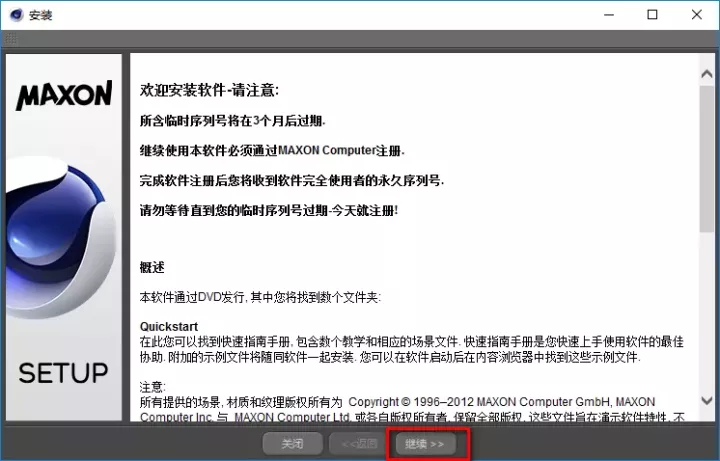 安装
MAXON
SETUP
欢迎安装软件-请注意:
所含临时序列号将在3个月后过期.
继续使用本软件必须通过MAXON Computer注册.
完成软件注册后您将收到软件完全使用者的永久序列号.
请勿等待直到您的临时序列号过期-今天就注册!
概述
本软件通过DVD发行, 其中您将找到数个文件夹:
Quickstart
在此您可以找到快速指南手册, 包含数个教学和相应的场景文件. 快速指南手册是您快速上手使用软件的最佳
协助. 附加的示例文件将随同软件一起安装. 您可以在软件启动后在内容浏览器中找到这些示例文件.
注意:
所有提供的场景, 材质和纹理版权所有为 Copyright © 1996–2012 MAXON Computer GmbH, MAXON
Computer Inc. 与 MAXON Computer Ltd. 或各自版权所有者, 保留全部版权, 这些文件旨在演示软件特性, 不
关闭
<<返回
继续 >>